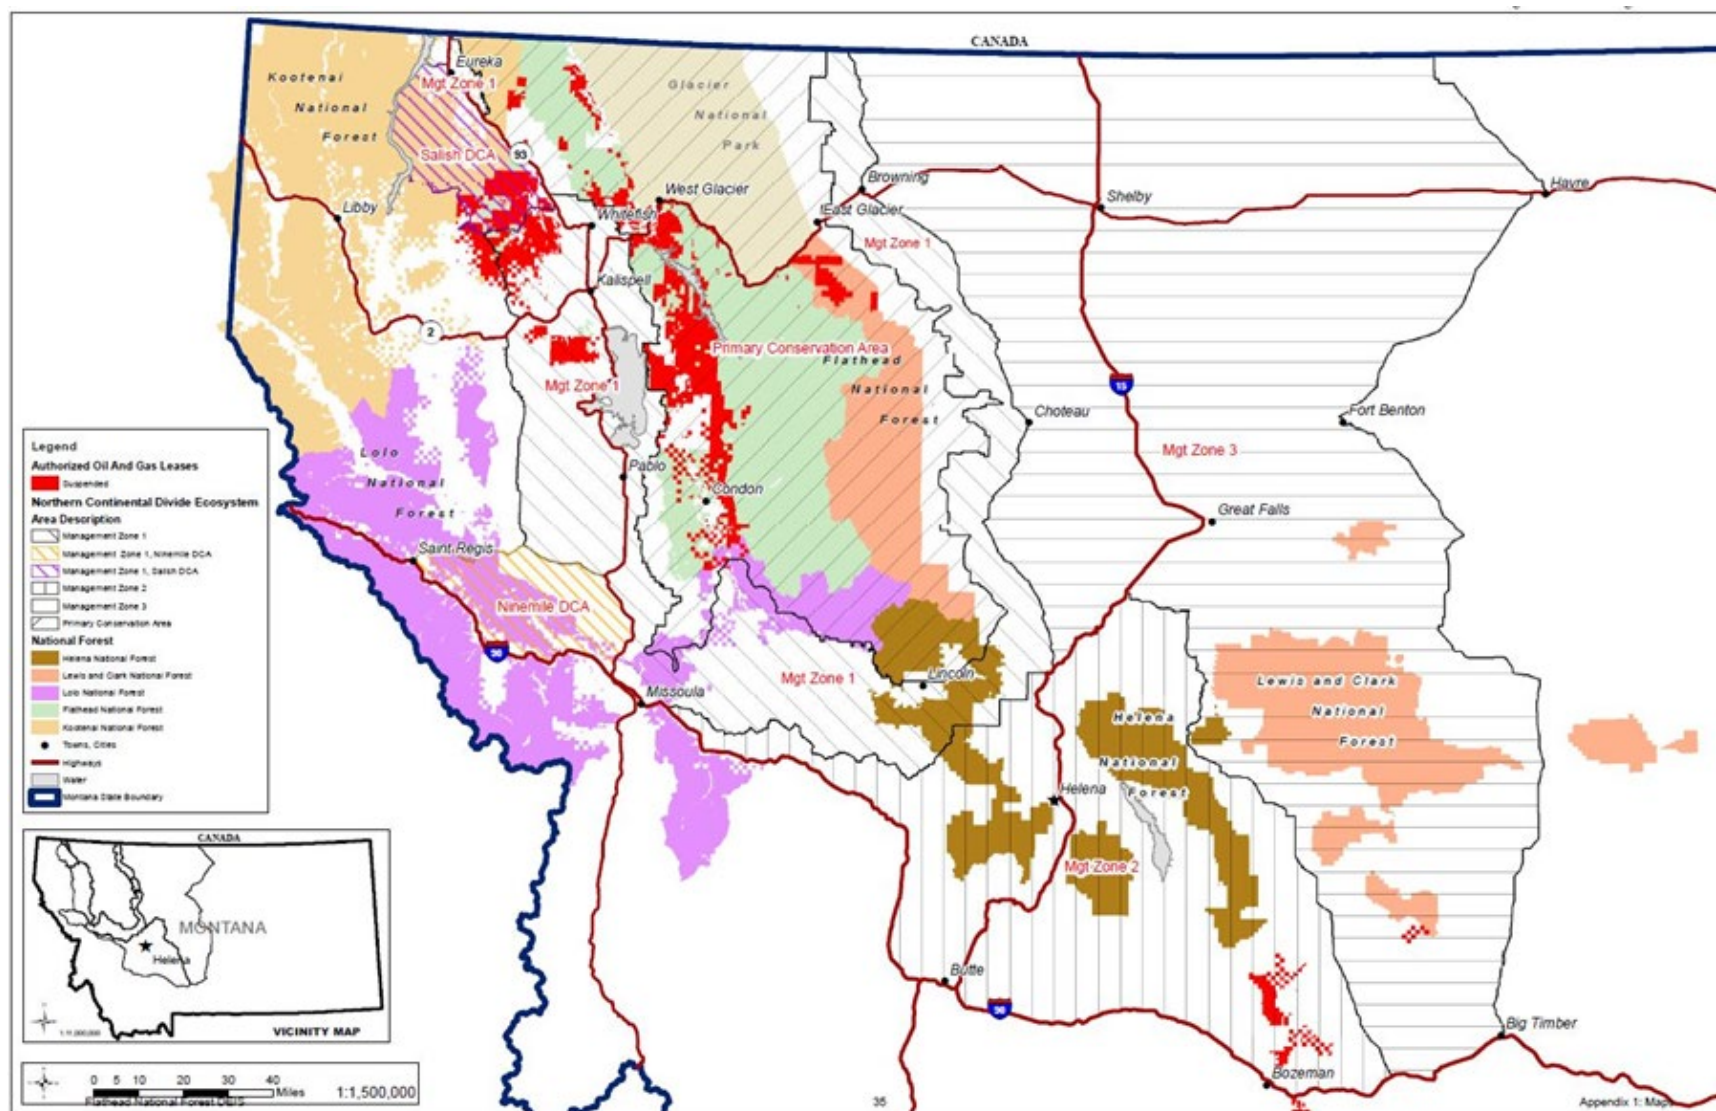 CANADA
Kootenai
National
Forest
Eureka
Mgt Zone 1
Glacier
National
Park
Salish DCA
93
Browning
West Glacier
Havre
Libby
Whitefish
East Glacier
Shelby
Mgt Zone 1
Kalispell
2
Primary Conservation Area
Flathead
National
Forest
Mgt Zone 1
15
Choteau
Fort Benton
Mgt Zone 3
Lolo
National
Forest
Pablo
Condon
Great Falls
Saint Regis
Ninemile DCA
90
Missoula
Mgt Zone 1
Lincoln
Lewis and Clark
National
Forest
Helena
National
Forest
Helena
Mgt Zone 2
Butte
90
Big Timber
Bozeman
Legend
Authorized Oil And Gas Leases
Suspended
Northern Continental Divide Ecosystem
Area Description
Management Zone 1
Management Zone 1, Ninemile DCA
Management Zone 1, Salish DCA
Management Zone 2
Management Zone 3
Primary Conservation Area
National Forest
Helena National Forest
Lewis and Clark National Forest
Lolo National Forest
Flathead National Forest
Kootenai National Forest
Towns, Cities
Highways
Water
Montana State Boundary
CANADA
MONTANA
Helena
1:11,000,000
VICINITY MAP
0 5 10 20 30 40
Miles
1:1,500,000
Flathead National Forest DEIS
35
Appendix 1: Maps